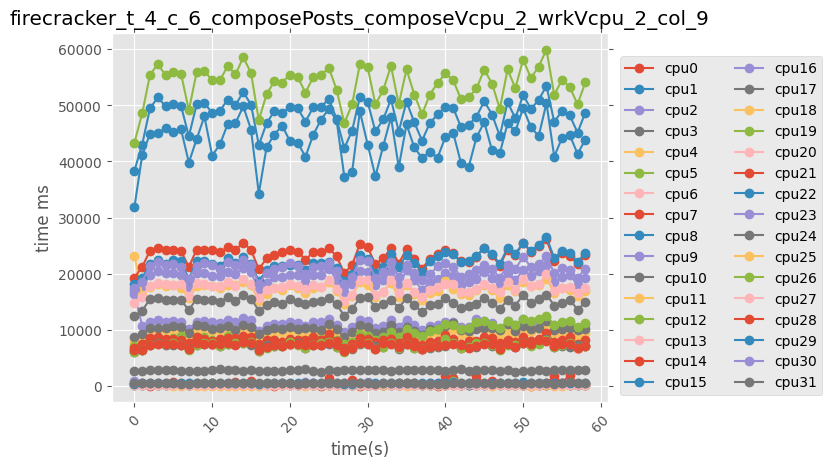 firecracker_t_4_c_6_composePosts_composeVcpu_2_wrkVcpu_2_col_9
60000
50000
40000
30000
20000
10000
0
time ms
0
10
20
30
40
50
60
time(s)
cpu0
cpu1
cpu2
cpu3
cpu4
cpu5
cpu6
cpu7
cpu8
cpu9
cpu10
cpu11
cpu12
cpu13
cpu14
cpu15
cpu16
cpu17
cpu18
cpu19
cpu20
cpu21
cpu22
cpu23
cpu24
cpu25
cpu26
cpu27
cpu28
cpu29
cpu30
cpu31